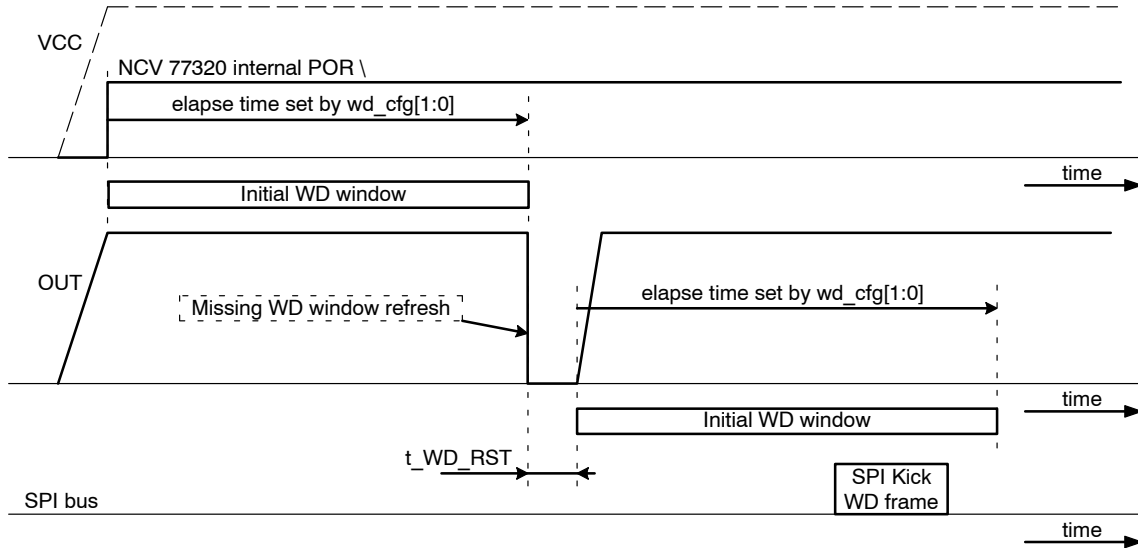 VCC
NCV 77320 internal POR \
elapse time set by wd_cfg[1:0]
time
Initial WD window
OUT
Missing WD window refresh
elapse time set by wd_cfg[1:0]
time
Initial WD window
t_WD_RST
SPI bus
SPI Kick
WD frame
time